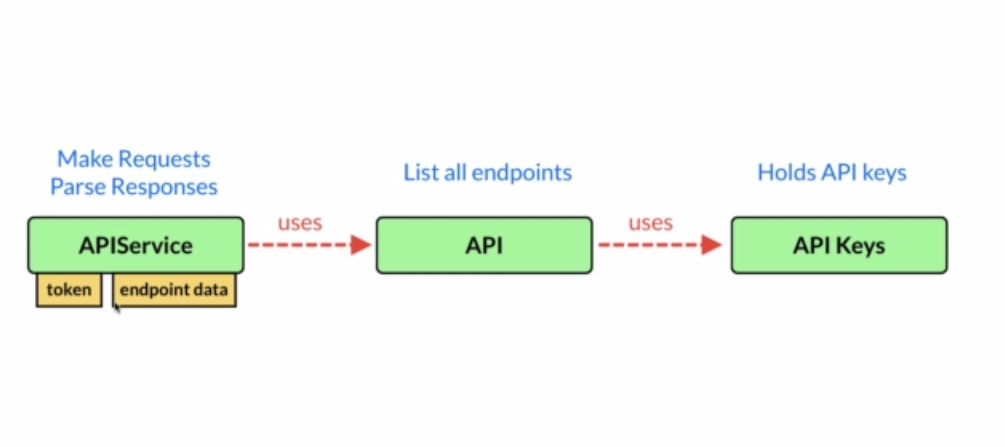 Make Requests
Parse Responses
List all endpoints
Holds API keys
APIService
uses
API
uses
API Keys
token
endpoint data